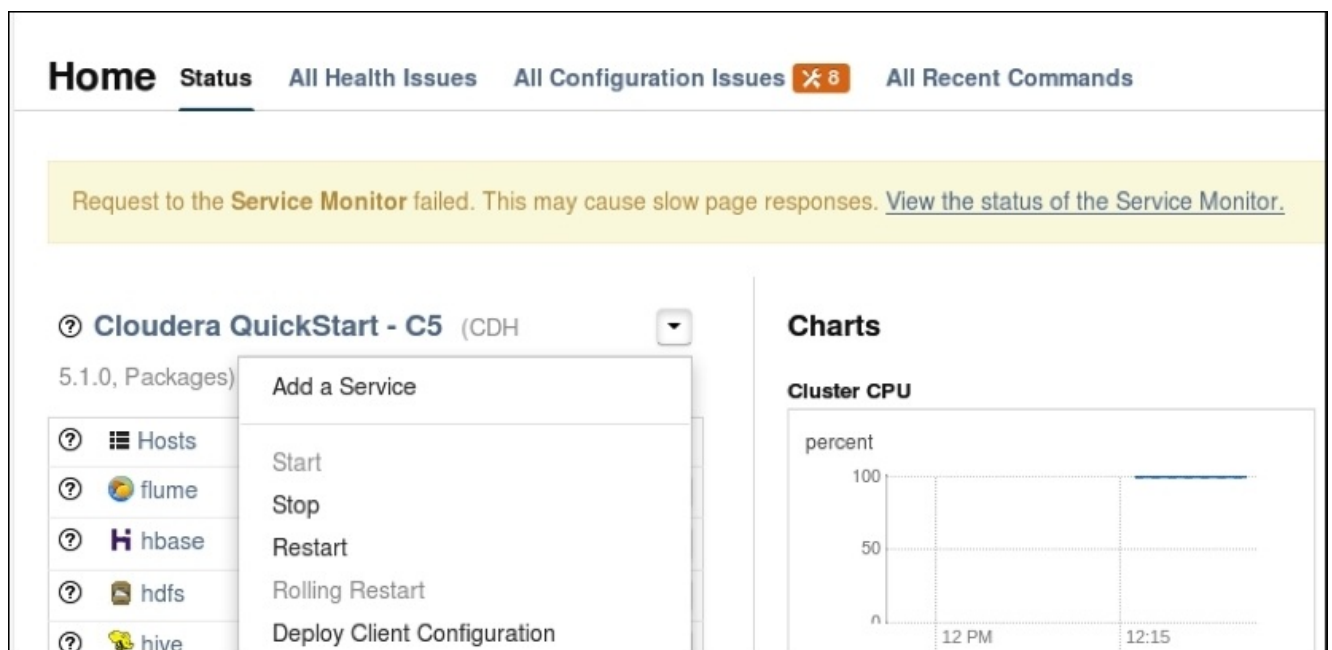 Home Status All Health Issues All Configuration Issues 8 All Recent Commands
Request to the Service Monitor failed. This may cause slow page responses. View the status of the Service Monitor.
Cloudera QuickStart - C5 (CDH
5.1.0, Packages)
Hosts
flume
hbase
hdfs
hive
Add a Service
Start
Stop
Restart
Rolling Restart
Deploy Client Configuration
Charts
Cluster CPU
percent
100
50
0
12 PM 12:15